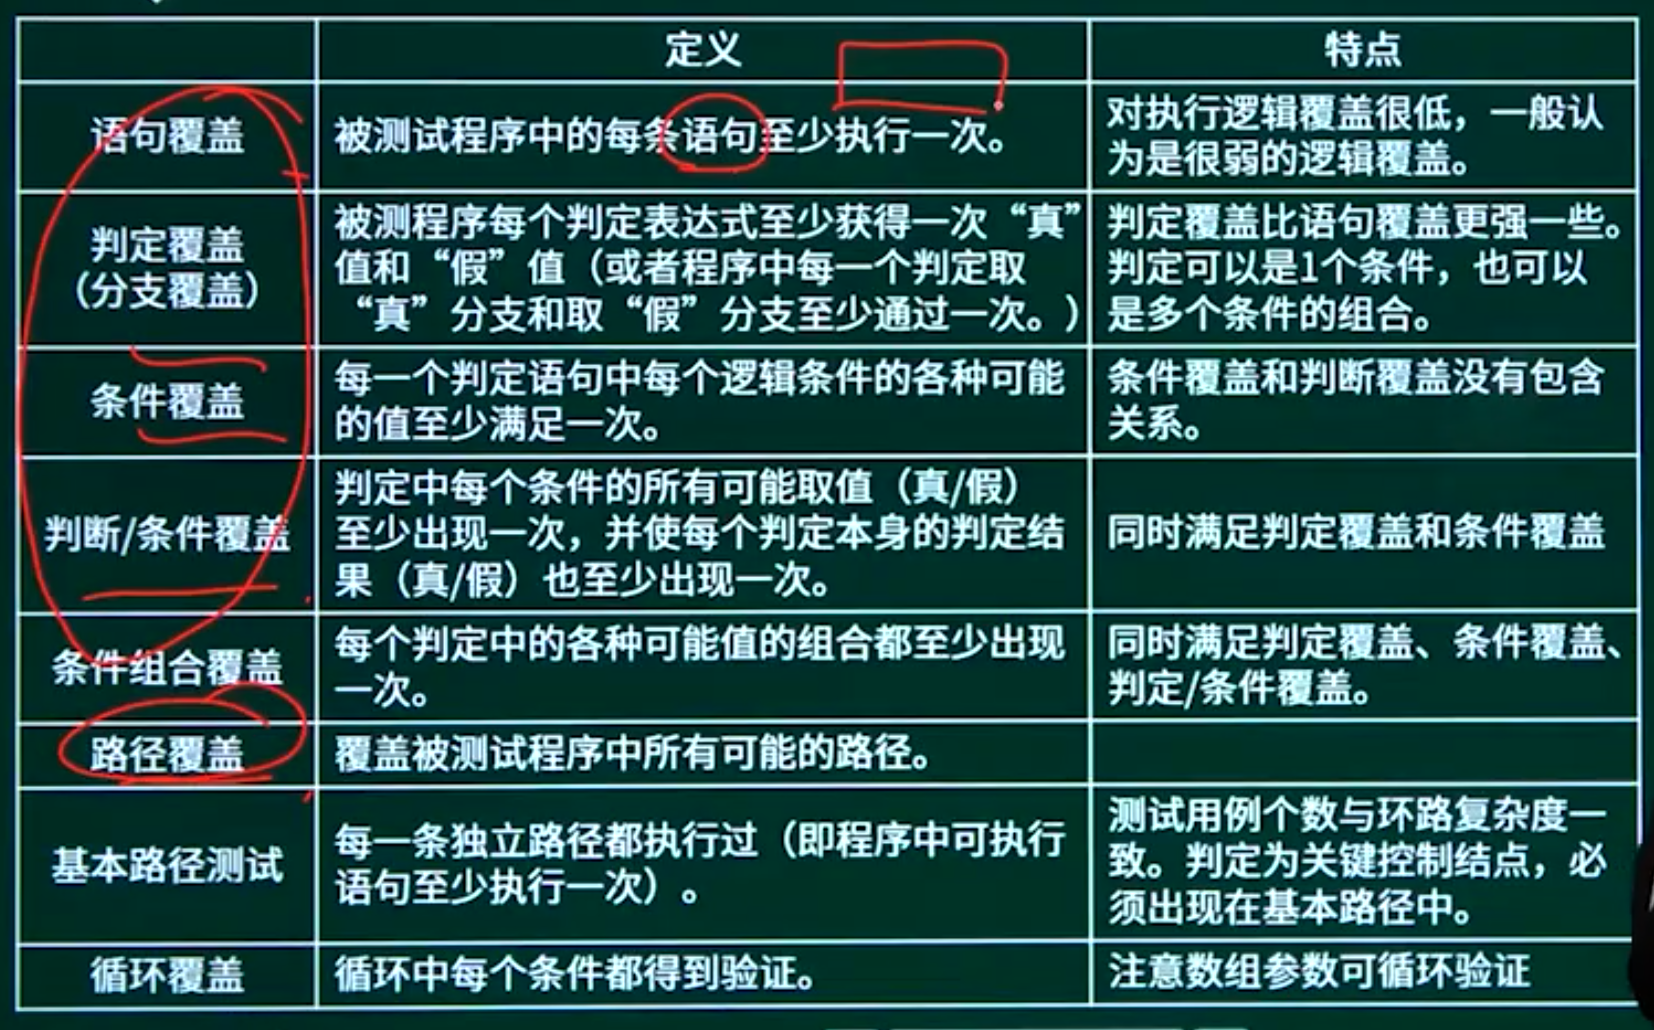 定义
特点
语句覆盖
被测试程序中的每条语句至少执行一次。
对执行逻辑覆盖很低，一般认
为是很弱的逻辑覆盖。
判定覆盖
（分支覆盖）
被测程序每个判定表达式至少获得一次“真”
值和“假”值（或者程序中每一个判定取
“真”分支和取“假”分支至少通过一次。）
判定覆盖比语句覆盖更强一些。
判定可以是1个条件，也可以
是多个条件的组合。
条件覆盖
每一个判定语句中每个逻辑条件的各种可能
的值至少满足一次。
条件覆盖和判断覆盖没有包含
关系。
判断/条件覆盖
判定中每个条件的所有可能取值（真/假）
至少出现一次，并使每个判定本身的判定结
果（真/假）也至少出现一次。
同时满足判定覆盖和条件覆盖
条件组合覆盖
每个判定中的各种可能值的组合都至少出现
一次。
同时满足判定覆盖、条件覆盖、
判定/条件覆盖。
路径覆盖
覆盖被测试程序中所有可能的路径。
基本路径测试
每一条独立路径都执行过（即程序中可执行
语句至少执行一次）。
测试用例个数与环路复杂度一
致。判定为关键控制结点，必
须出现在基本路径中。
循环覆盖
循环中每个条件都得到验证。
注意数组参数可循环验证